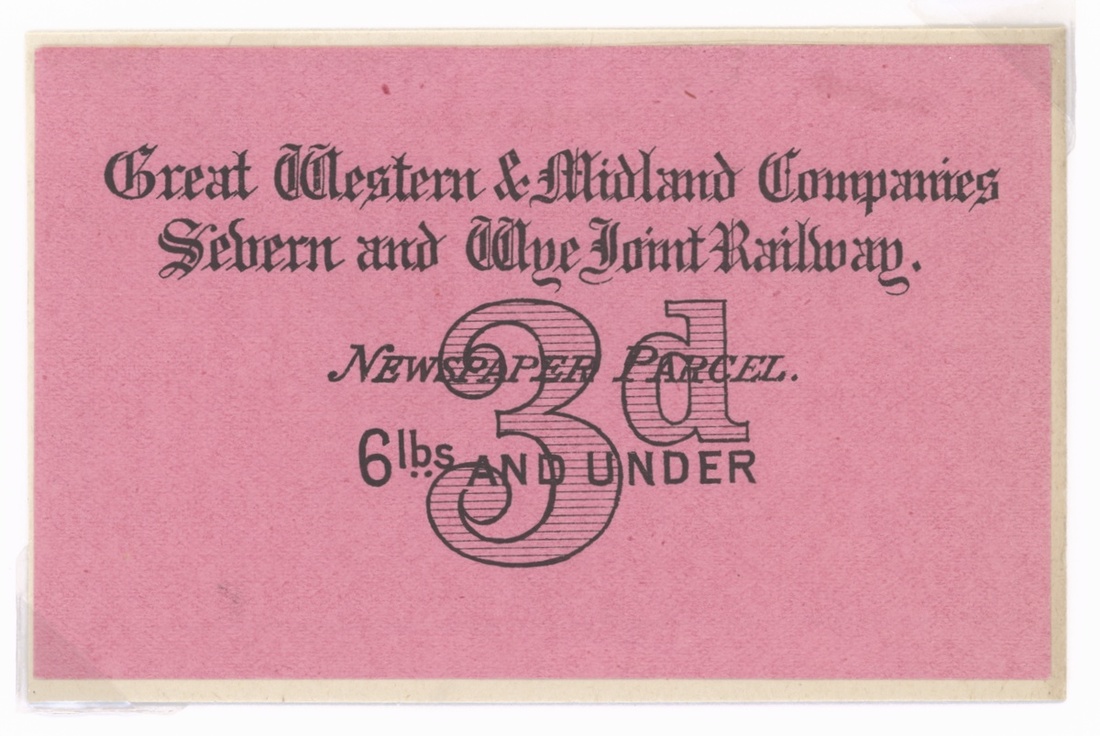 Great Western & Midland Companies
Severn and Wye Joint Railway.
3d
NEWSPAPER PARCEL.
6lbs AND UNDER